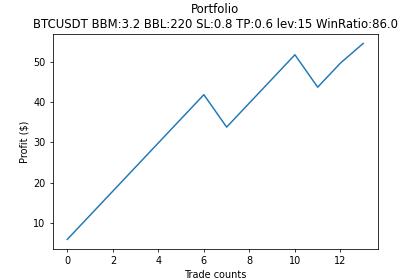 Portfolio
BTCUSDT BBM:3.2 BBL:220 SL:0.8 TP:0.6 lev:15 WinRatio:86.0
Profit ($)
50
40
30
20
10
0 2 4 6 8 10 12
Trade counts